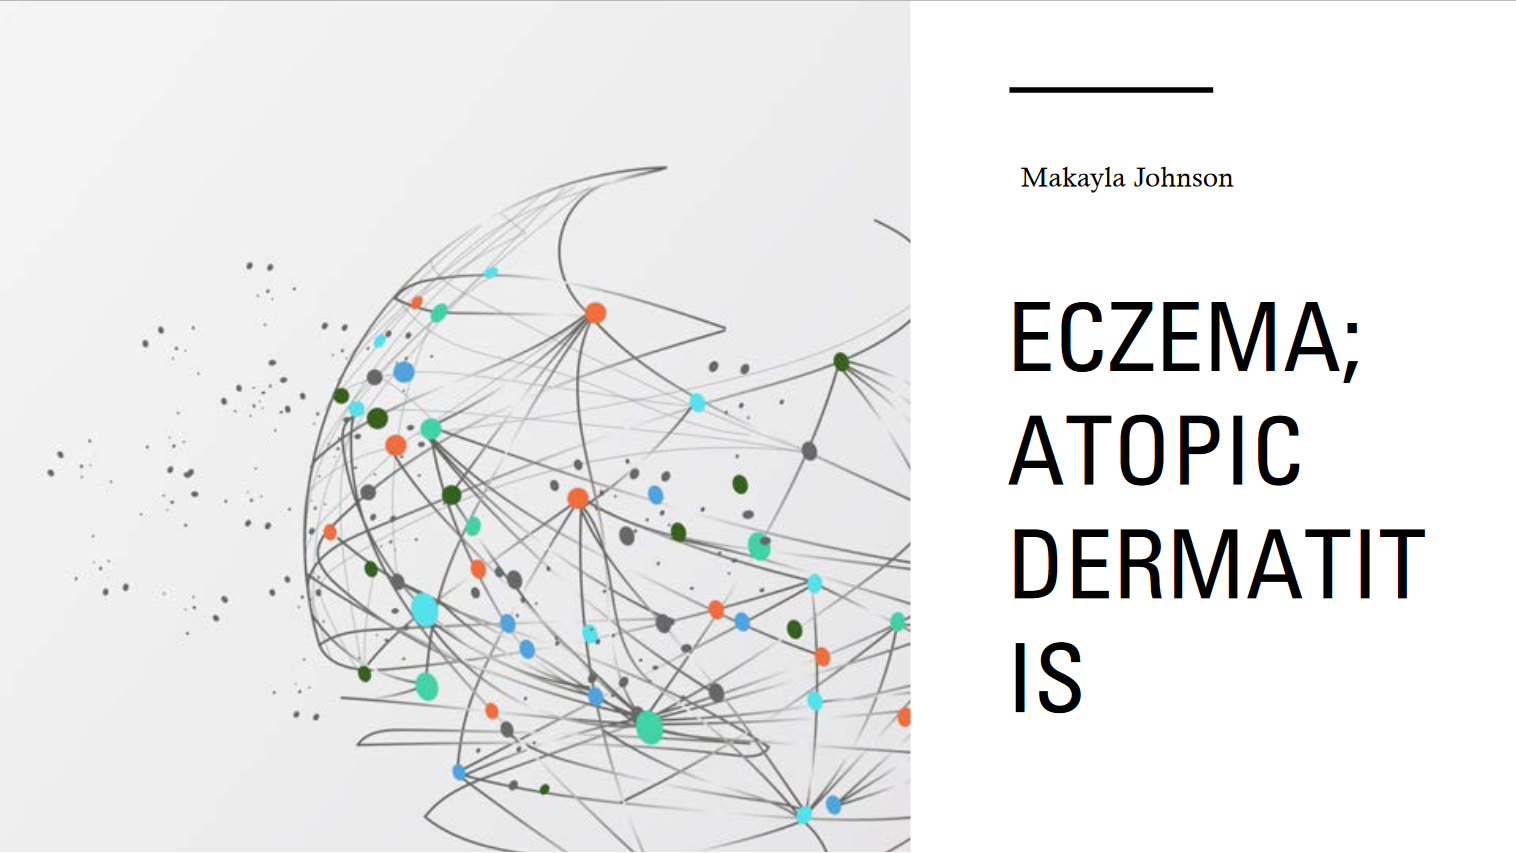 Makayla Johnson
ECZEMA;
ATOPIC
DERMATIT
IS